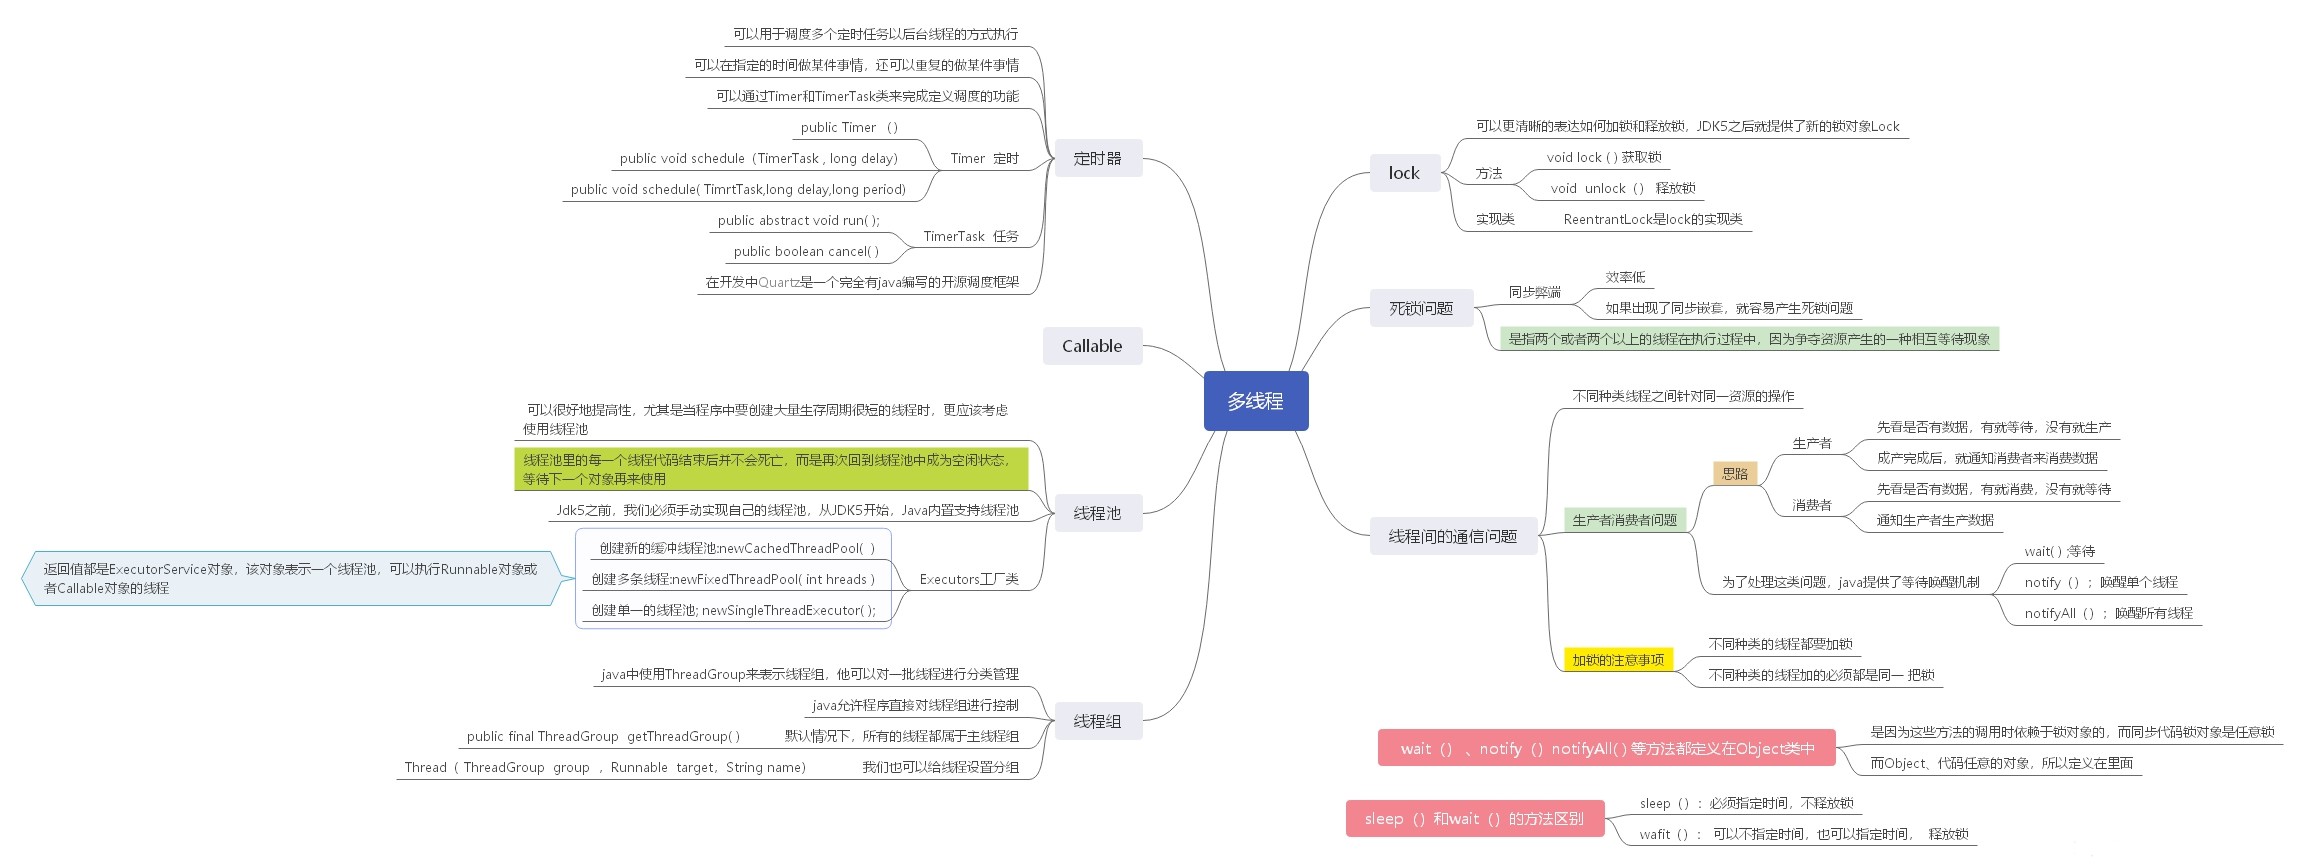 多线程
定时器
可以用于调度多个定时任务以后台线程的方式执行
可以在指定的时间做某件事情，还可以重复的做某件事情
可以通过Timer和TimerTask类来完成定义调度的功能
Timer 定时
public Timer （）
public void schedule（TimerTask , long delay）
public void schedule( TimrtTask,long delay,long period)
TimerTask 任务
public abstract void run( );
public boolean cancel( )
在开发中Quartz是一个完全有java编写的开源调度框架
Callable
线程池
可以很好地提高性，尤其是当程序中要创建大量生存周期很短的线程时，更应该考虑
使用线程池
线程池里的每一个线程代码结束后并不会死亡，而是再次回到线程池中成为空闲状态，
等待下一个对象再来使用
Jdk5之前，我们必须手动实现自己的线程池，从JDK5开始，Java内置支持线程池
Executors工厂类
创建新的缓冲线程池:newCachedThreadPool( )
创建多条线程:newFixedThreadPool( int hreads )
创建单一的线程池; newSingleThreadExecutor( );
返回值都是ExecutorService对象，该对象表示一个线程池，可以执行Runnable对象或
者Callable对象的线程
线程组
java中使用ThreadGroup来表示线程组，他可以对一批线程进行分类管理
java允许程序直接对线程组进行控制
默认情况下，所有的线程都属于主线程组
public final ThreadGroup getThreadGroup( )
我们也可以给线程设置分组
Thread（ ThreadGroup group ，Runnable target，String name）
lock
可以更清晰的表达如何加锁和释放锁，JDK5之后就提供了新的锁对象Lock
方法
void lock ( ) 获取锁
void unlock（） 释放锁
实现类
ReentrantLock是lock的实现类
死锁问题
同步弊端
效率低
如果出现了同步嵌套，就容易产生死锁问题
是指两个或者两个以上的线程在执行过程中，因为争夺资源产生的一种相互等待现象
线程间的通信问题
不同种类线程之间针对同一资源的操作
生产者消费者问题
思路
生产者
先看是否有数据，有就等待，没有就生产
成产完成后，就通知消费者来消费数据
消费者
先看是否有数据，有就消费，没有就等待
通知生产者生产数据
为了处理这类问题，java提供了等待唤醒机制
wait( ) ;等待
notify（）；唤醒单个线程
notifyAll（）；唤醒所有线程
加锁的注意事项
不同种类的线程都要加锁
不同种类的线程加的必须都是同一 把锁
wait（） 、notify（）notifyAll( ) 等方法都定义在Object类中
是因为这些方法的调用时依赖于锁对象的，而同步代码锁对象是任意锁
而Object、代码任意的对象，所以定义在里面
sleep（）和wait（）的方法区别
sleep（）：必须指定时间，不释放锁
wafit（）： 可以不指定时间，也可以指定时间， 释放锁